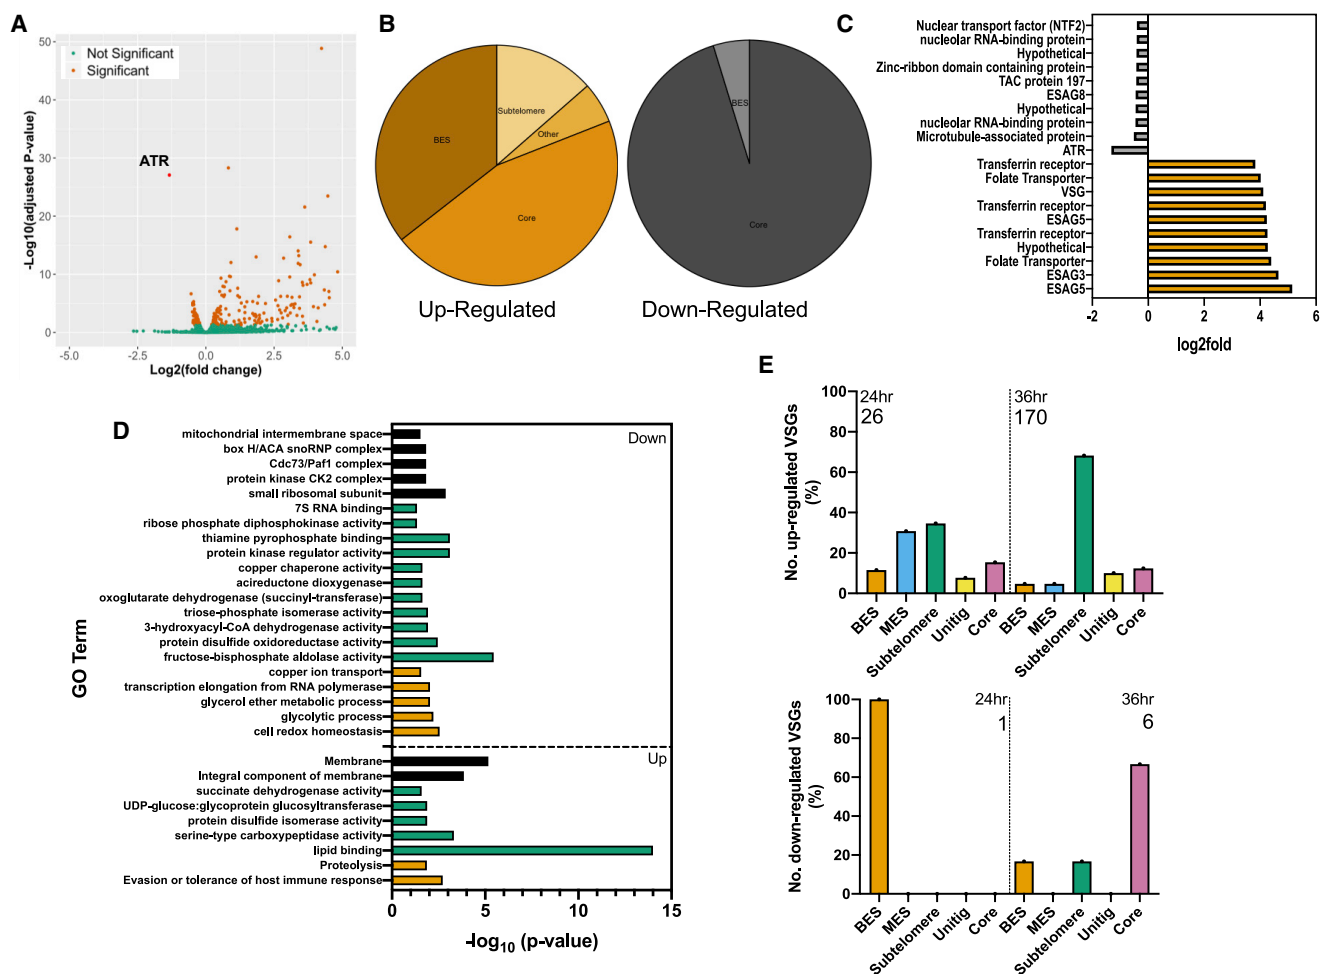 A
50
40
30
20
10
0
-Log10(adjusted P-value)
Not Significant
Significant
ATR
-5.0
-2.5
0.0
2.5
5.0
Log2(fold change)
B
BES
Subtelomere
Other
Core
Up-Regulated
BES
Core
Down-Regulated
C
Nuclear transport factor (NTF2)
nucleolar RNA-binding protein
Hypothetical
Zinc-ribbon domain containing protein
TAC protein 197
ESAG8
Hypothetical
nucleolar RNA-binding protein
Microtubule-associated protein
ATR
Transferrin receptor
Folate Transporter
VSG
Transferrin receptor
ESAG5
Transferrin receptor
Hypothetical
Folate Transporter
ESAG3
ESAG5
-2
0
2
4
6
log2fold
D
GO Term
Down
mitochondrial intermembrane space
box H/ACA snoRNP complex
Cdc73/Paf1 complex
protein kinase CK2 complex
small ribosomal subunit
7S RNA binding
ribose phosphate diphosphokinase activity
thiamine pyrophosphate binding
protein kinase regulator activity
copper chaperone activity
acireductone dioxygenase
oxoglutarate dehydrogenase (succinyl-transferase)
triose-phosphate isomerase activity
3-hydroxyacyl-CoA dehydrogenase activity
protein disulfide oxidoreductase activity
fructose-bisphosphate aldolase activity
copper ion transport
transcription elongation from RNA polymerase
glycerol ether metabolic process
glycolytic process
cell redox homeostasis
Up
Membrane
Integral component of membrane
succinate dehydrogenase activity
UDP-glucose:glycoprotein glucosyltransferase
protein disulfide isomerase activity
serine-type carboxypeptidase activity
lipid binding
Proteolysis
Evasion or tolerance of host immune response
0
5
10
15
-log10 (p-value)
E
No. up-regulated VSGs
(%)
100
80
60
40
20
0
24hr
26
36hr
170
BES
MES
Subtelomere
Unitig
Core
BES
MES
Subtelomere
Unitig
Core
No. down-regulated VSGs
(%)
100
80
60
40
20
0
24hr
1
36hr
6
BES
MES
Subtelomere
Unitig
Core
BES
MES
Subtelomere
Unitig
Core